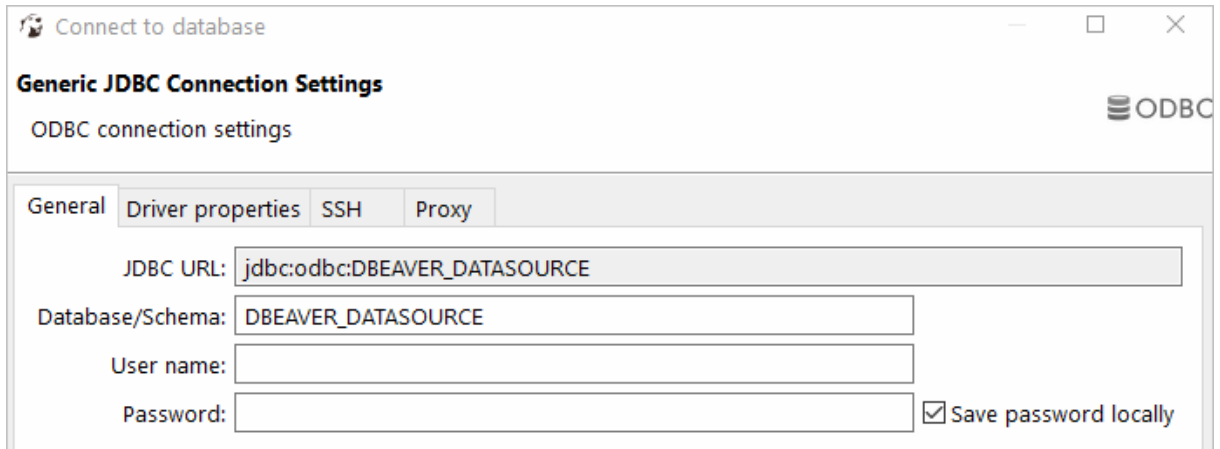 Connect to database
Generic JDBC Connection Settings
ODBC connection settings
ODBC
General Driver properties SSH Proxy
JDBC URL: jdbc:odbc:DBEAVER_DATASOURCE
Database/Schema: DBEAVER_DATASOURCE
User name:
Password: Save password locally